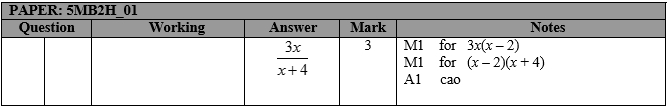 PAPER: 5MB2H_01
Question Working Answer Mark Notes
3x
x+4
3 M1 for 3x(x – 2)
M1 for (x – 2)(x + 4)
A1 cao